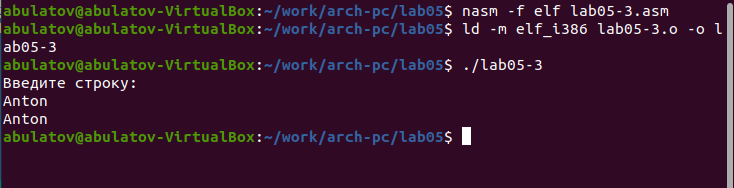 abulatov@abulatov-VirtualBox:~/work/arch-pc/lab05$ nasm -f elf lab05-3.asm
abulatov@abulatov-VirtualBox:~/work/arch-pc/lab05$ ld -m elf_i386 lab05-3.o -o l
ab05-3
abulatov@abulatov-VirtualBox:~/work/arch-pc/lab05$ ./lab05-3
Введите строку:
Anton
Anton
abulatov@abulatov-VirtualBox:~/work/arch-pc/lab05$